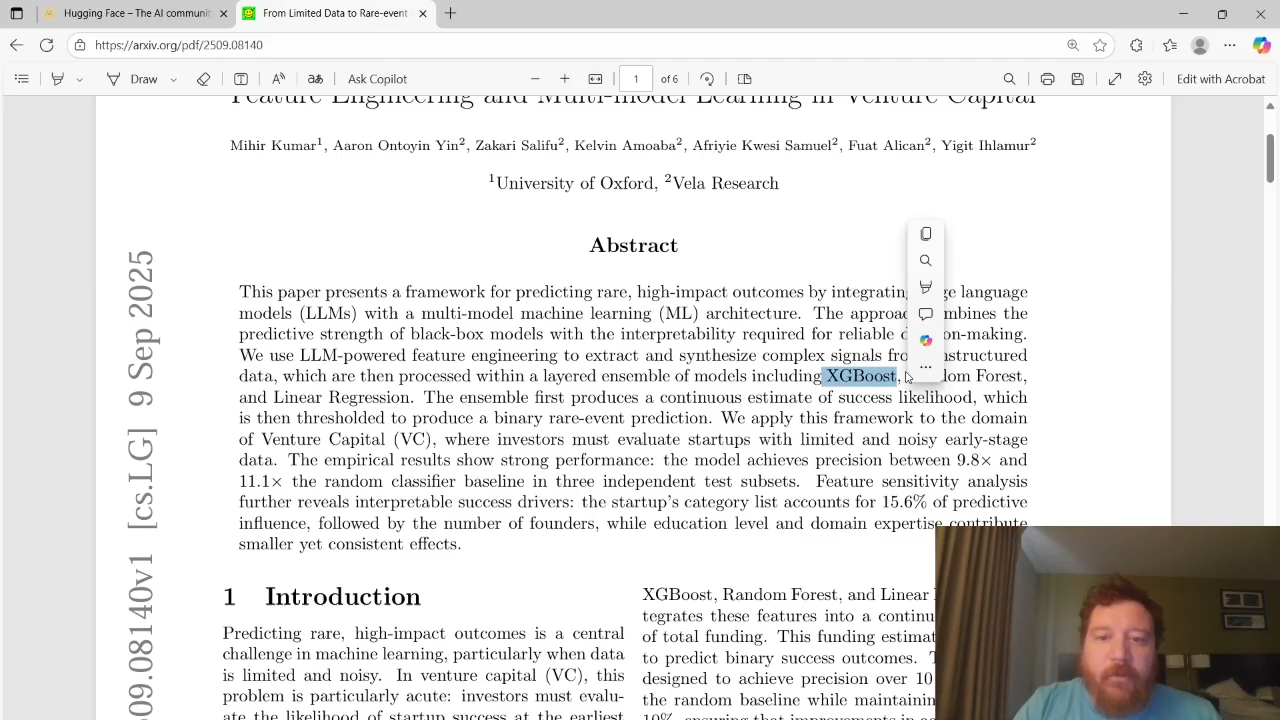 Hugging Face – The AI community
From Limited Data to Rare-event
https://arxiv.org/pdf/2509.08140
Draw
Ask Copilot
1
of 6
Edit with Acrobat
Feature Engineering and Multi-model Learning in Venture Capital
Mihir Kumar1, Aaron Ontoyin Yin2, Zakari Salifu2, Kelvin Amoaba2, Afriyie Kwesi Samuel2, Fuat Alican2, Yigit Ihlamur2
1University of Oxford, 2Vela Research
Abstract
This paper presents a framework for predicting rare, high-impact outcomes by integrating language
models (LLMs) with a multi-model machine learning (ML) architecture. The approach combines the
predictive strength of black-box models with the interpretability required for reliable decision-making.
We use LLM-powered feature engineering to extract and synthesize complex signals from unstructured
data, which are then processed within a layered ensemble of models including XGBoost, Random Forest,
and Linear Regression. The ensemble first produces a continuous estimate of success likelihood, which
is then thresholded to produce a binary rare-event prediction. We apply this framework to the domain
of Venture Capital (VC), where investors must evaluate startups with limited and noisy early-stage
data. The empirical results show strong performance: the model achieves precision between 9.8× and
11.1× the random classifier baseline in three independent test subsets. Feature sensitivity analysis
further reveals interpretable success drivers: the startup's category list accounts for 15.6% of predictive
influence, followed by the number of founders, while education level and domain expertise contribute
smaller yet consistent effects.
509.08140v1 [cs.LG] 9 Sep 2025
1 Introduction
Predicting rare, high-impact outcomes is a central
challenge in machine learning, particularly when data
is limited and noisy. In venture capital (VC), this
problem is particularly acute: investors must evalu-
ate the likelihood of startup success at the earliest
XGBoost, Random Forest, and Linear
tegrates these features into a continu
of total funding. This funding estimat
to predict binary success outcomes.
designed to achieve precision over 10
the random baseline while maintaining
10%, ensuring that improvements in